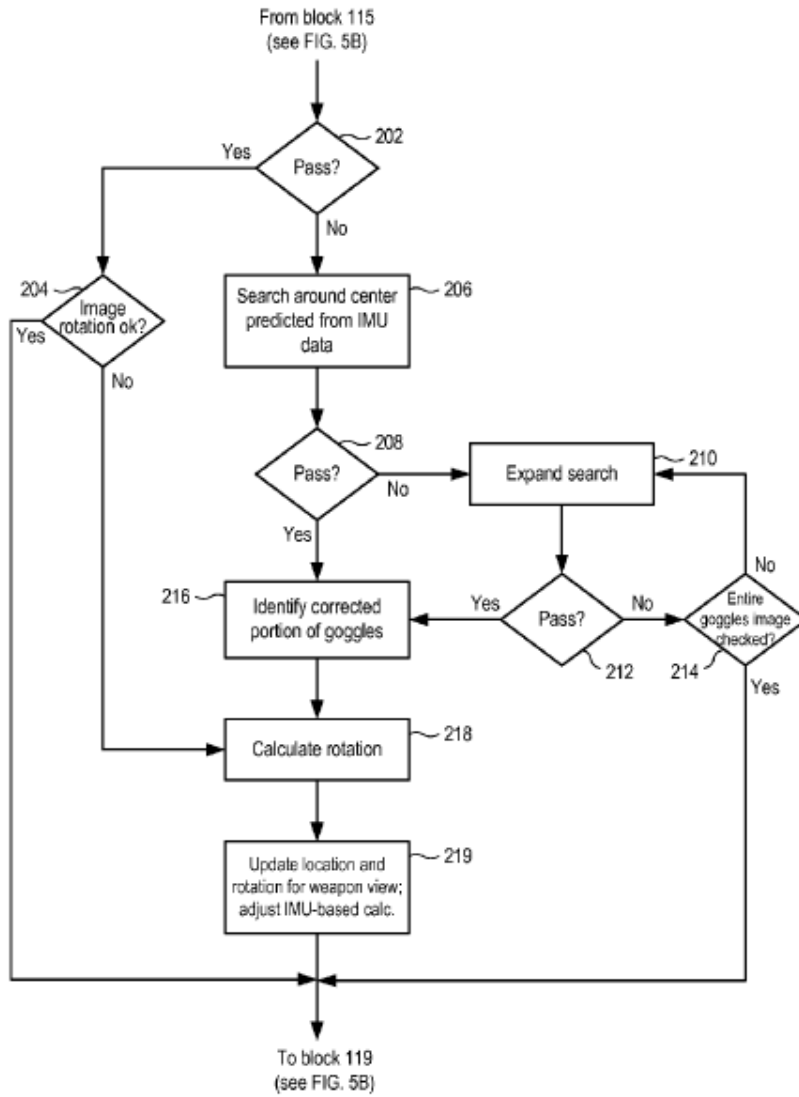 From block 115
(see FIG. 5B)
202
Yes
Pass?
No
204
Image
rotation ok?
Yes
No
Search around center
predicted from IMU
data
206
208
Pass?
No
Yes
Expand search
210
No
216
Identify corrected
portion of goggles
Yes
Pass?
No
Entire
goggles image
checked?
212
214
Yes
Calculate rotation
218
Update location and
rotation for weapon view;
adjust IMU-based calc.
219
To block 119
(see FIG. 5B)